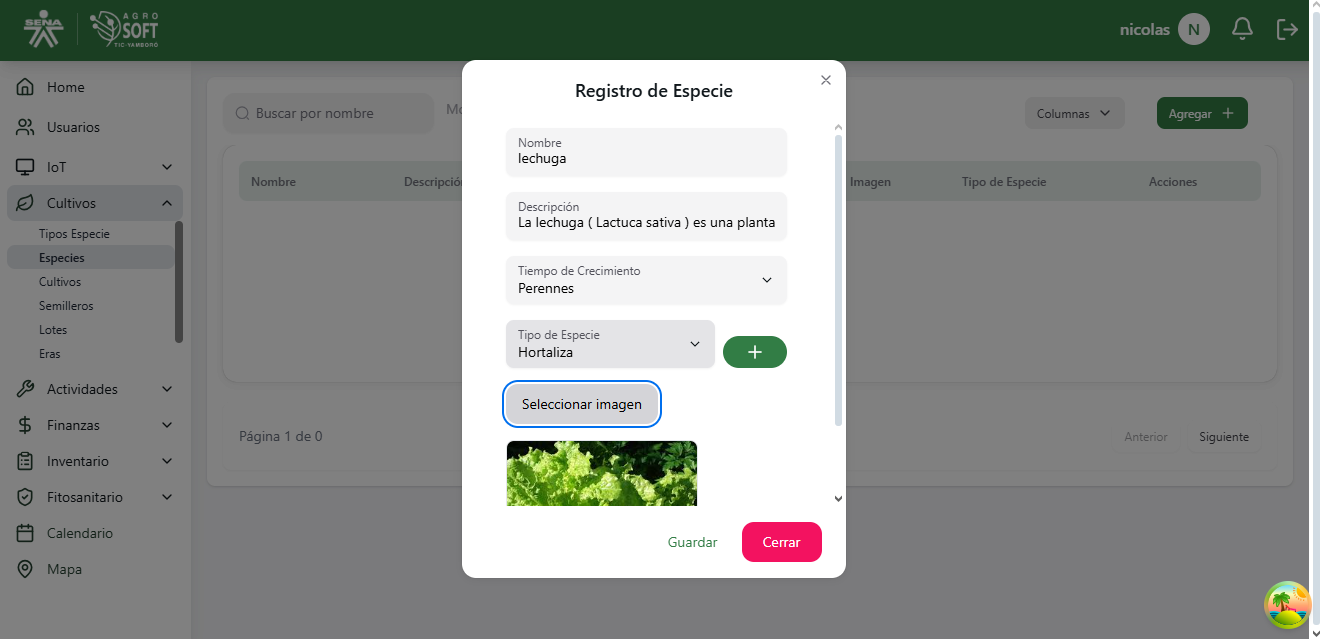 SENA
AGRO
SOFT
TIC-YAMBORÓ
nicolas
N
Home
Usuarios
IoT
Cultivos
Tipos Especie
Especies
Cultivos
Semilleros
Lotes
Eras
Actividades
Finanzas
Inventario
Fitosanitario
Calendario
Mapa
Buscar por nombre
Mo
Columnas
Agregar
Nombre
Descripción
Imagen
Tipo de Especie
Acciones
Página 1 de 0
Anterior
Siguiente
Registro de Especie
Nombre
lechuga
Descripción
La lechuga ( Lactuca sativa ) es una planta
Tiempo de Crecimiento
Perennes
Tipo de Especie
Hortaliza
Seleccionar imagen
Guardar
Cerrar